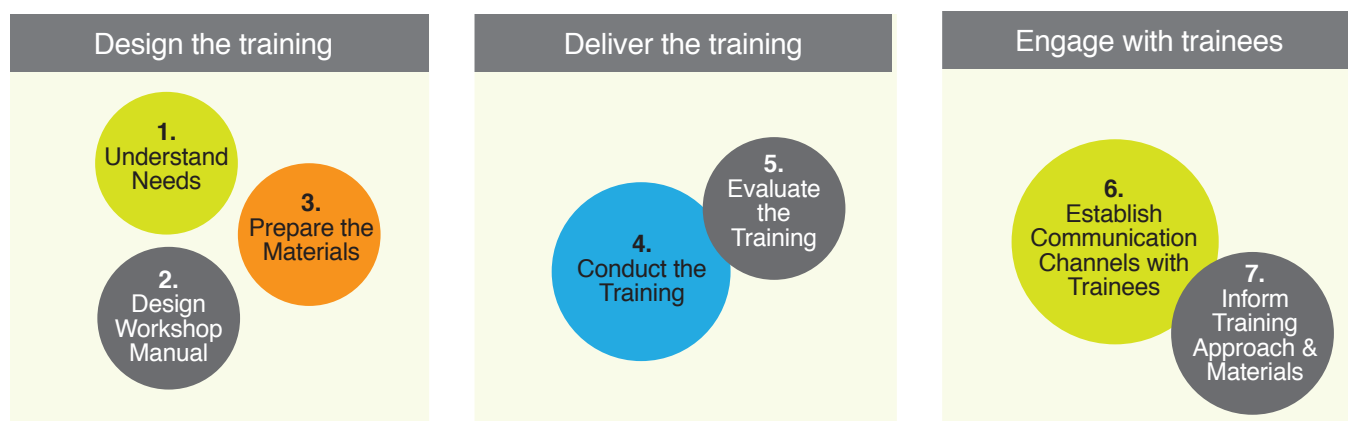 Design the training
1.
Understand
Needs
2.
Design
Workshop
Manual
3.
Prepare the
Materials
Deliver the training
4.
Conduct the
Training
5.
Evaluate
the
Training
Engage with trainees
6.
Establish
Communication
Channels with
Trainees
7.
Inform
Training
Approach &
Materials